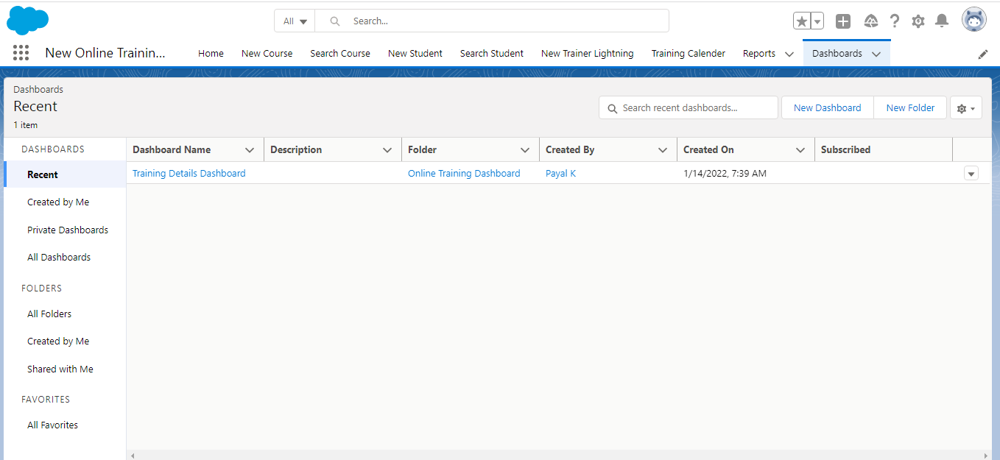 All
Search...
New Online Trainin...
Home
New Course
Search Course
New Student
Search Student
New Trainer Lightning
Training Calender
Reports
Dashboards
Dashboards
Recent
1 item
Search recent dashboards...
New Dashboard
New Folder
DASHBOARDS
Recent
Created by Me
Private Dashboards
All Dashboards
FOLDERS
All Folders
Created by Me
Shared with Me
FAVORITES
All Favorites
Dashboard Name Description Folder Created By Created On Subscribed
Training Details Dashboard Online Training Dashboard Payal K 1/14/2022, 7:39 AM